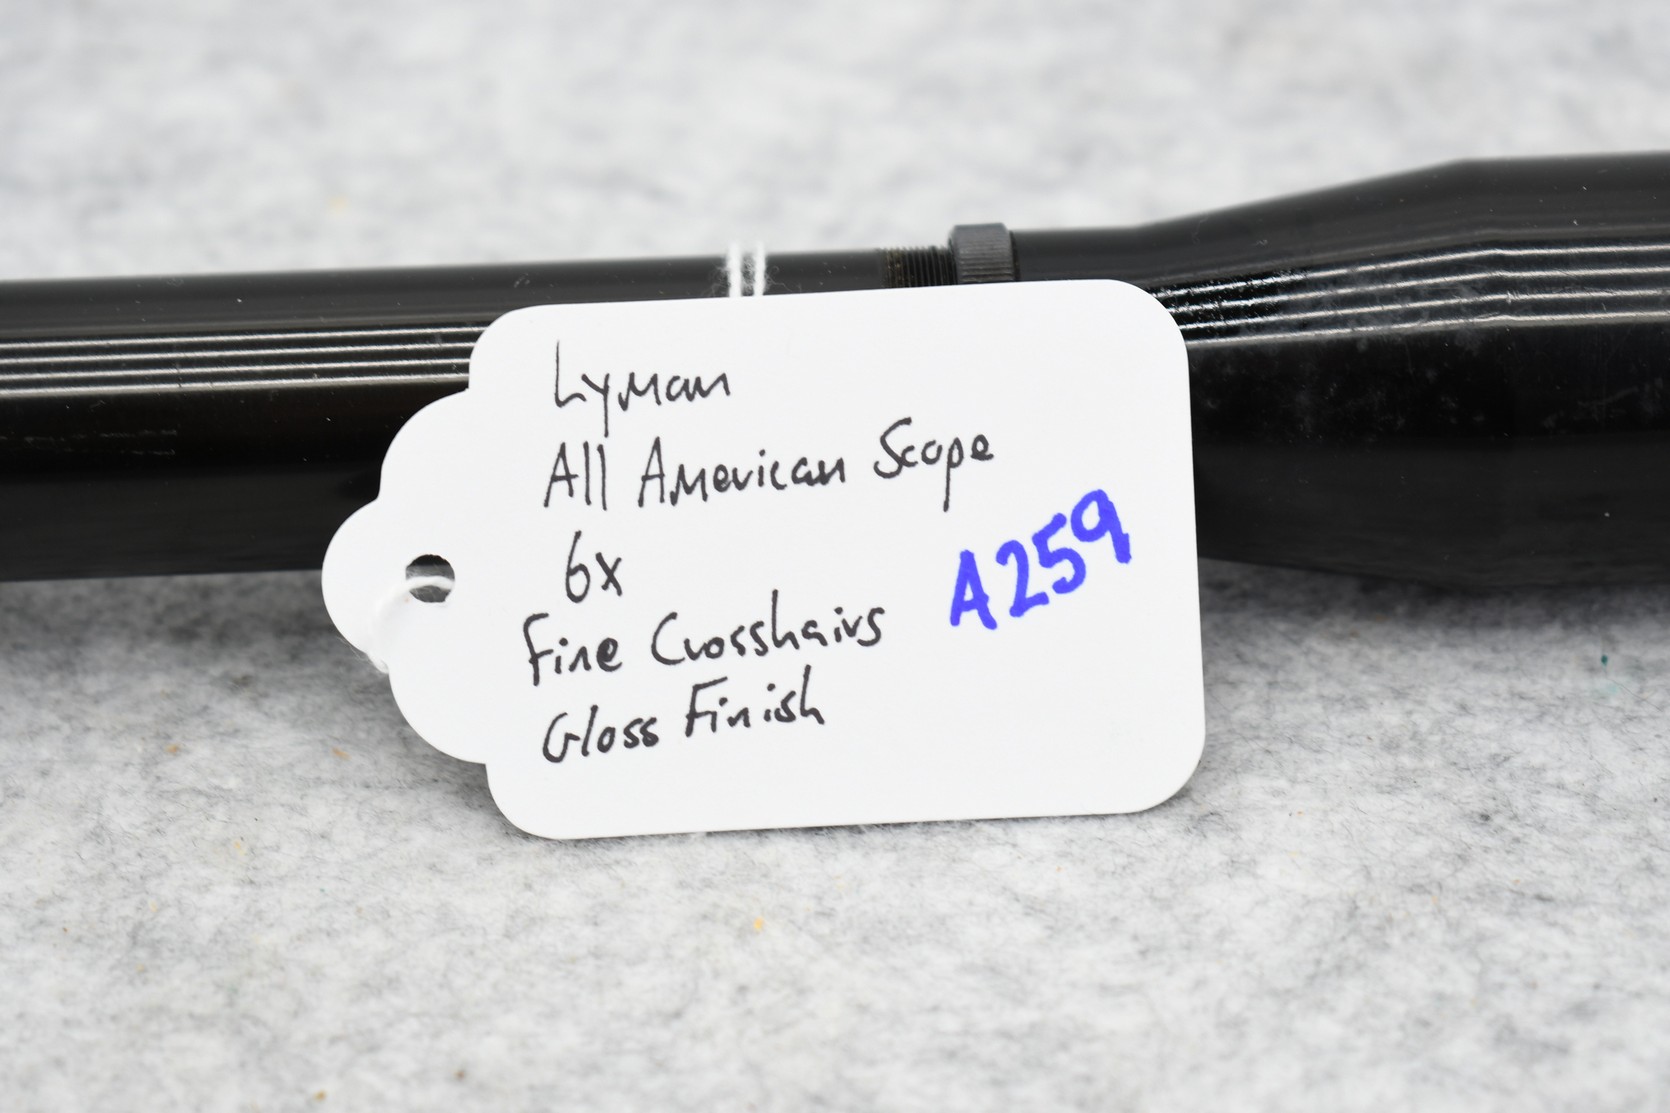 Lyman
All American Scope
6x
A259
Fine Crosshairs
Gloss Finish